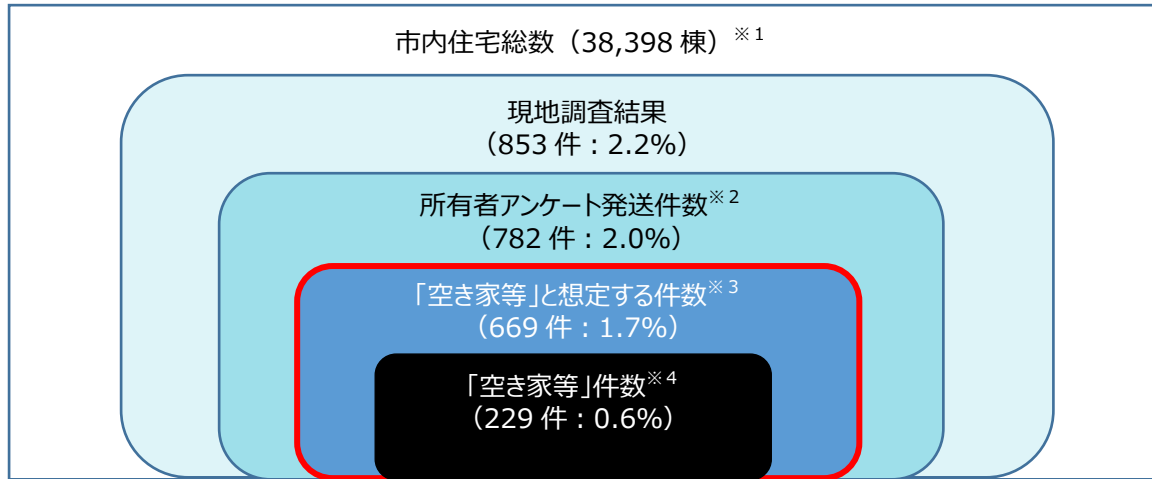 市内住宅総数（38,398 棟）※1
現地調査結果
（853 件：2.2%）
所有者アンケート発送件数※2
（782 件：2.0%）
「空き家等」と想定する件数※3
（669 件：1.7%）
「空き家等」件数※4
（229 件：0.6%）